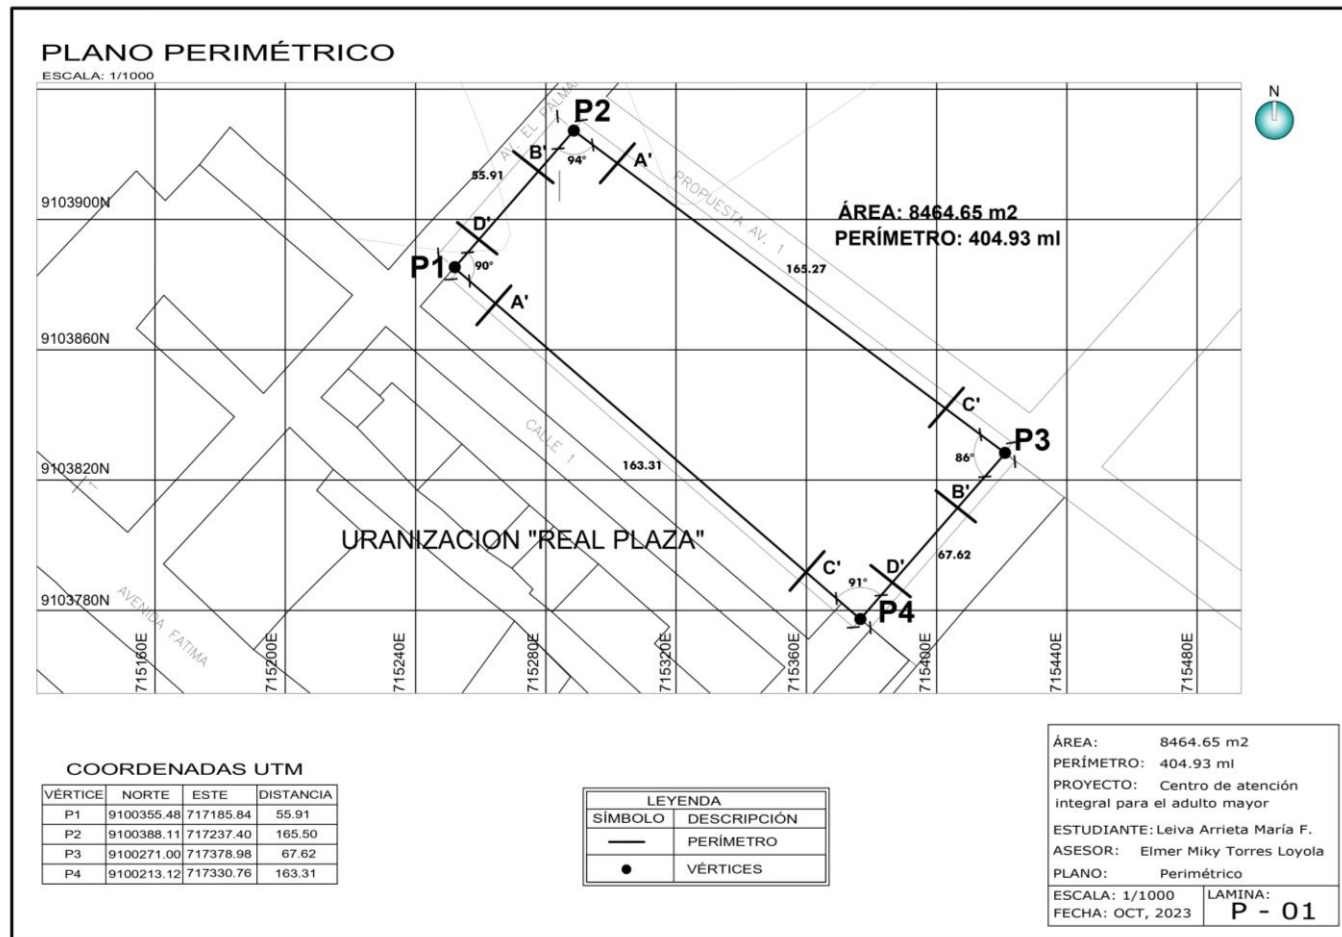 PLANO PERIMÉTRICO
ESCALA: 1/1000
N
AV. EL PALMAR
P2
B'
94°
A'
55.91
PROPUESTA AV. 1
9103900N
ÁREA: 8464.65 m2
D'
PERÍMETRO: 404.93 ml
P1
90°
165.27
A'
9103860N
C'
CALLE 1
P3
86°
163.31
9103820N
B'
URANIZACION "REAL PLAZA"
67.62
C'
D'
91°
AVENIDA FATIMA
9103780N
P4
715160E
715200E
715240E
715280E
715320E
715360E
715400E
715440E
715480E
COORDENADAS UTM
VÉRTICE NORTE ESTE DISTANCIA
P1 9100355.48 717185.84 55.91
P2 9100388.11 717237.40 165.50
P3 9100271.00 717378.98 67.62
P4 9100213.12 717330.76 163.31
LEYENDA
SÍMBOLO DESCRIPCIÓN
PERÍMETRO
VÉRTICES
ÁREA: 8464.65 m2
PERÍMETRO: 404.93 ml
PROYECTO: Centro de atención
integral para el adulto mayor
ESTUDIANTE: Leiva Arrieta María F.
ASESOR: Elmer Miky Torres Loyola
PLANO: Perimétrico
ESCALA: 1/1000
FECHA: OCT, 2023
LAMINA:
P - 01